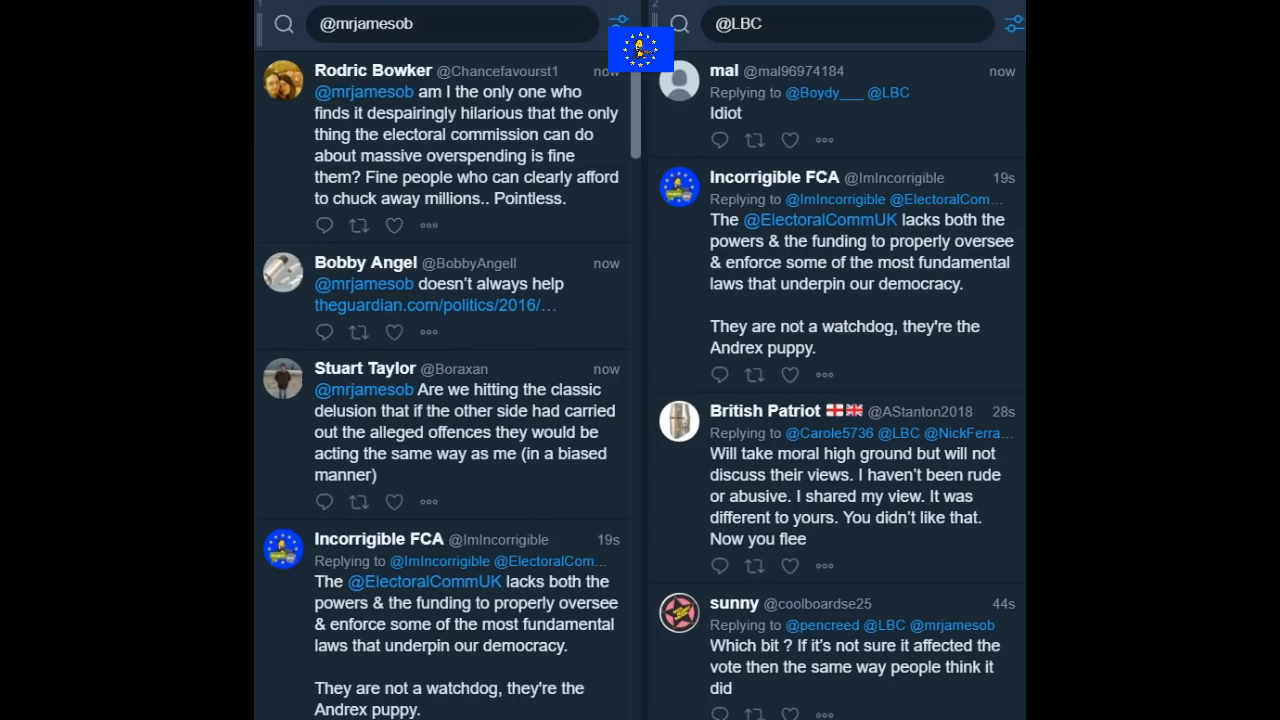 1
@mrjamesob
Rodric Bowker @Chancefavourst1 now
@mrjamesob am I the only one who
finds it despairingly hilarious that the only
thing the electoral commission can do
about massive overspending is fine
them? Fine people who can clearly afford
to chuck away millions.. Pointless.
Bobby Angel @BobbyAngell now
@mrjamesob doesn't always help
theguardian.com/politics/2016/…
Stuart Taylor @Boraxan now
@mrjamesob Are we hitting the classic
delusion that if the other side had carried
out the alleged offences they would be
acting the same way as me (in a biased
manner)
Incorrigible FCA @ImIncorrigible 19s
Replying to @ImIncorrigible @ElectoralCom…
The @ElectoralCommUK lacks both the
powers & the funding to properly oversee
& enforce some of the most fundamental
laws that underpin our democracy.
They are not a watchdog, they're the
Andrex puppy.
2
@LBC
mal @mal96974184 now
Replying to @Boydy___ @LBC
Idiot
Incorrigible FCA @ImIncorrigible 19s
Replying to @ImIncorrigible @ElectoralCom…
The @ElectoralCommUK lacks both the
powers & the funding to properly oversee
& enforce some of the most fundamental
laws that underpin our democracy.
They are not a watchdog, they're the
Andrex puppy.
British Patriot 🏴󠁧󠁢󠁥󠁮󠁧󠁿🇬🇧 @AStanton2018 28s
Replying to @Carole5736 @LBC @NickFerra…
Will take moral high ground but will not
discuss their views. I haven't been rude
or abusive. I shared my view. It was
different to yours. You didn't like that.
Now you flee
sunny @coolboardse25 44s
Replying to @pencreed @LBC @mrjamesob
Which bit ? If it's not sure it affected the
vote then the same way people think it
did